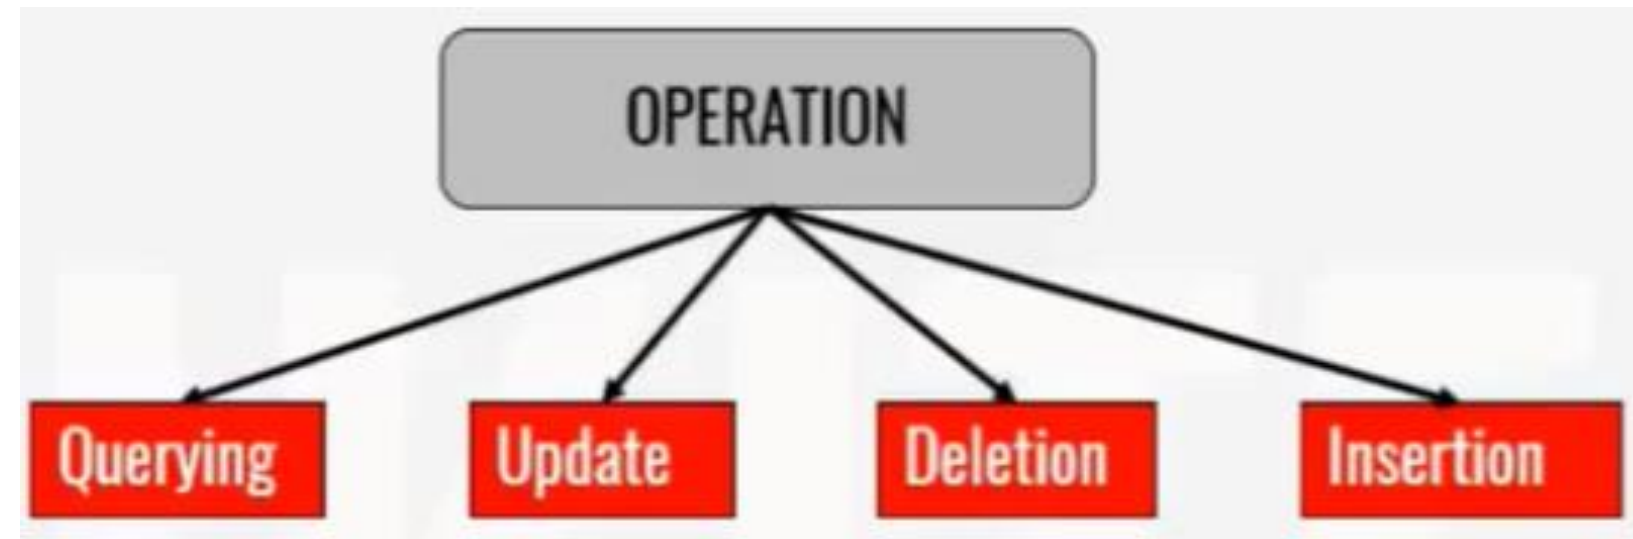 OPERATION
Querying
Update
Deletion
Insertion